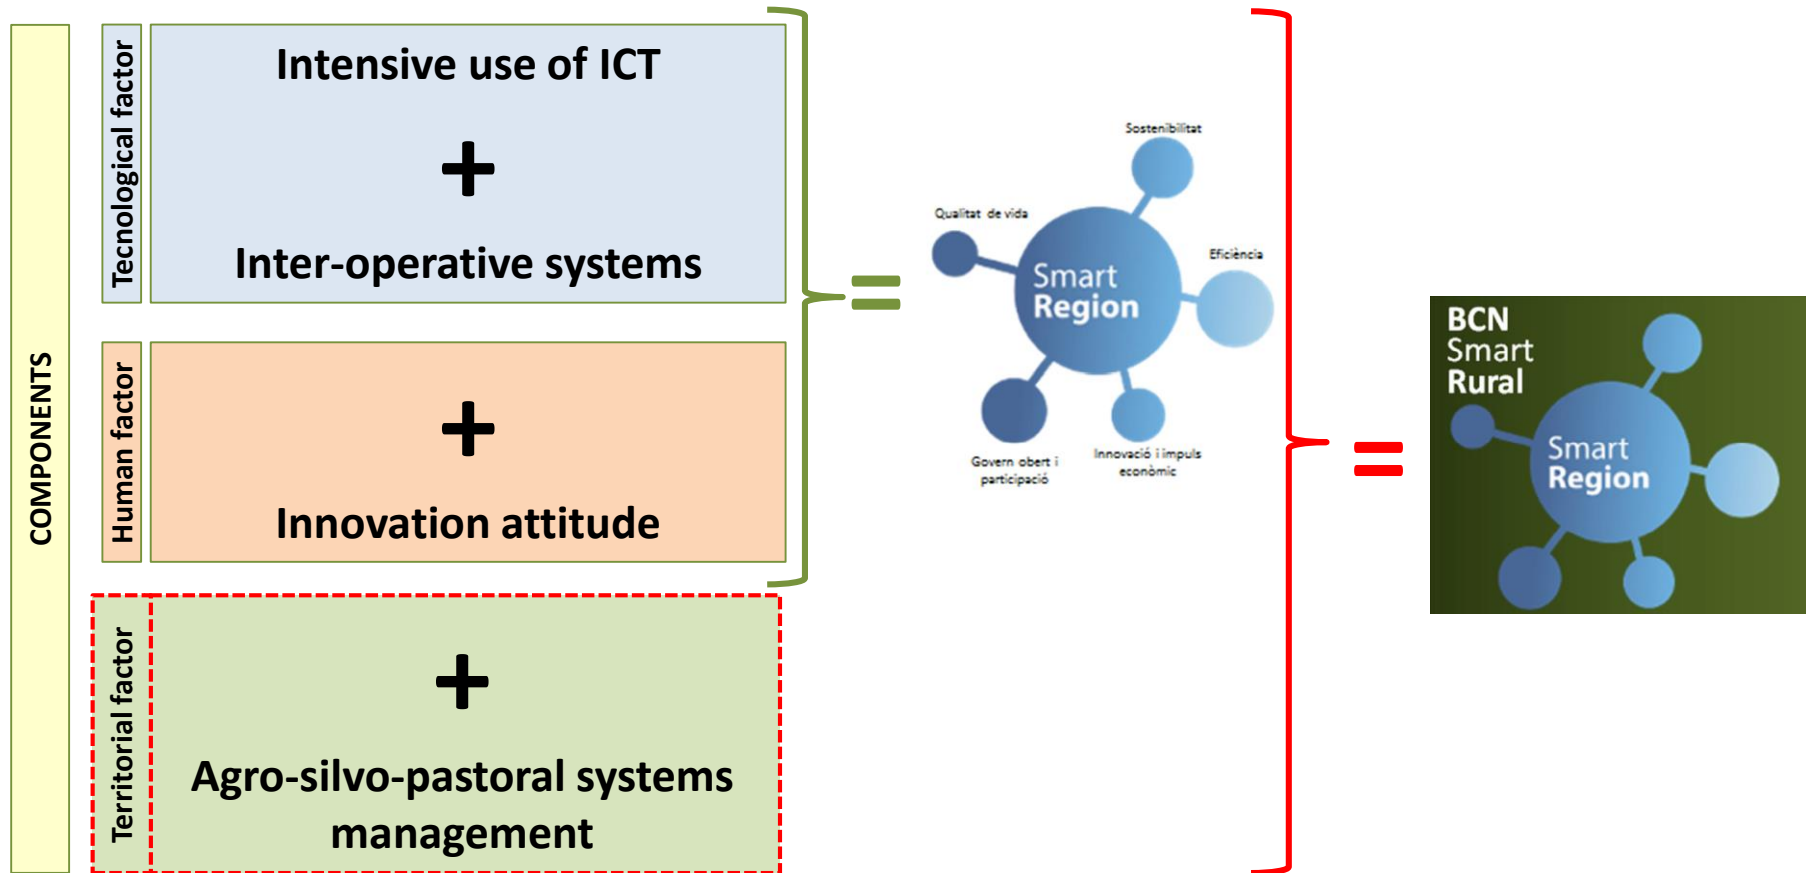 COMPONENTS
Tecnological factor
Intensive use of ICT
+
Inter-operative systems
Human factor
+
Innovation attitude
Territorial factor
+
Agro-silvo-pastoral systems
management
=
Sostenibilitat
Qualitat de vida
Eficiència
Smart
Region
Govern obert i
participació
Innovació i impuls
econòmic
=
BCN
Smart
Rural
Smart
Region